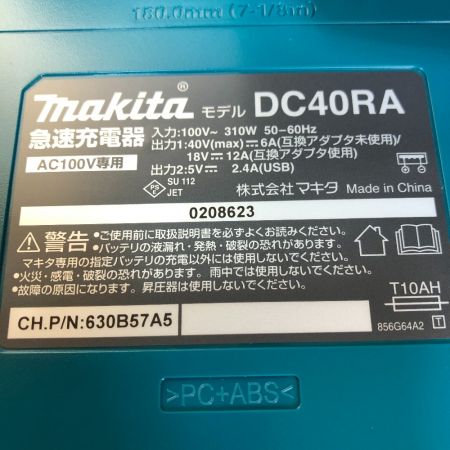 180.0mm (7-1/8in)
makita® モデル DC40RA
急速充電器
AC100V専用
入力:100V~ 310W 50-60Hz
出力1:40V(max)⎓6A(互換アダプタ未使用)/
18V⎓12A(互換アダプタ使用)
出力2:5V⎓ 2.4A(USB)
PS E SU 112
JET
株式会社マキタ Made in China
0208623
警告 ●ご使用前に取扱説明書を必ずよくお読みください。
●バッテリの液漏れ・発熱・破裂の恐れがあります。
マキタ専用の指定バッテリの充電以外には使用しないでください。
●火災・感電・破裂の恐れあり。雨中では使用しないでください。
●故障の原因になります。昇圧器は使用しないでください。
T10AH
CH.P/N:630B57A5
856G64A2 T
>PC+ABS<